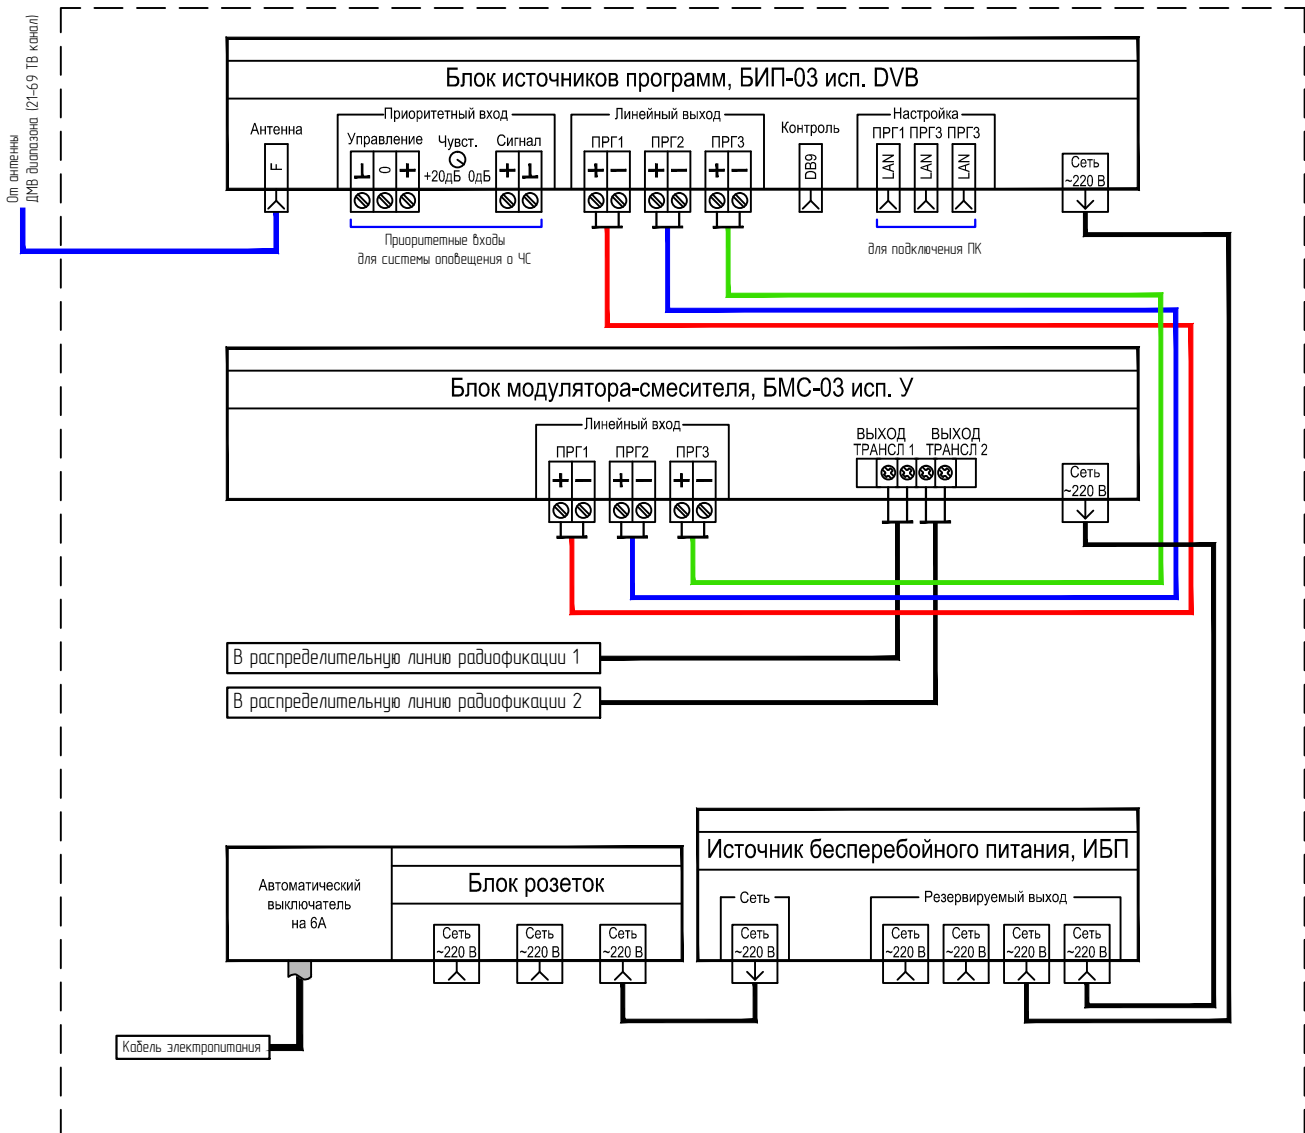 От антенны
ДМВ диапазона (21-69 ТВ канал)
Блок источников программ, БИП-03 исп. DVB
Антенна
F
Приоритетный вход
Управление
Чувст.
Сигнал
0
+
+20дБ 0дБ
+
Приоритетные входы
для системы оповещения о ЧС
Линейный выход
ПРГ1 ПРГ2 ПРГ3
+ − + − + −
Контроль
DB9
Настройка
ПРГ1 ПРГ3 ПРГ3
LAN LAN LAN
для подключения ПК
Сеть
~220 В
Блок модулятора-смесителя, БМС-03 исп. У
Линейный вход
ПРГ1 ПРГ2 ПРГ3
+ − + − + −
ВЫХОД
ТРАНСЛ 1
ВЫХОД
ТРАНСЛ 2
Сеть
~220 В
В распределительную линию радиофикации 1
В распределительную линию радиофикации 2
Автоматический
выключатель
на 6А
Блок розеток
Сеть
~220 В
Сеть
~220 В
Сеть
~220 В
Источник бесперебойного питания, ИБП
Сеть
Сеть
~220 В
Резервируемый выход
Сеть
~220 В
Сеть
~220 В
Сеть
~220 В
Сеть
~220 В
Кабель электропитания